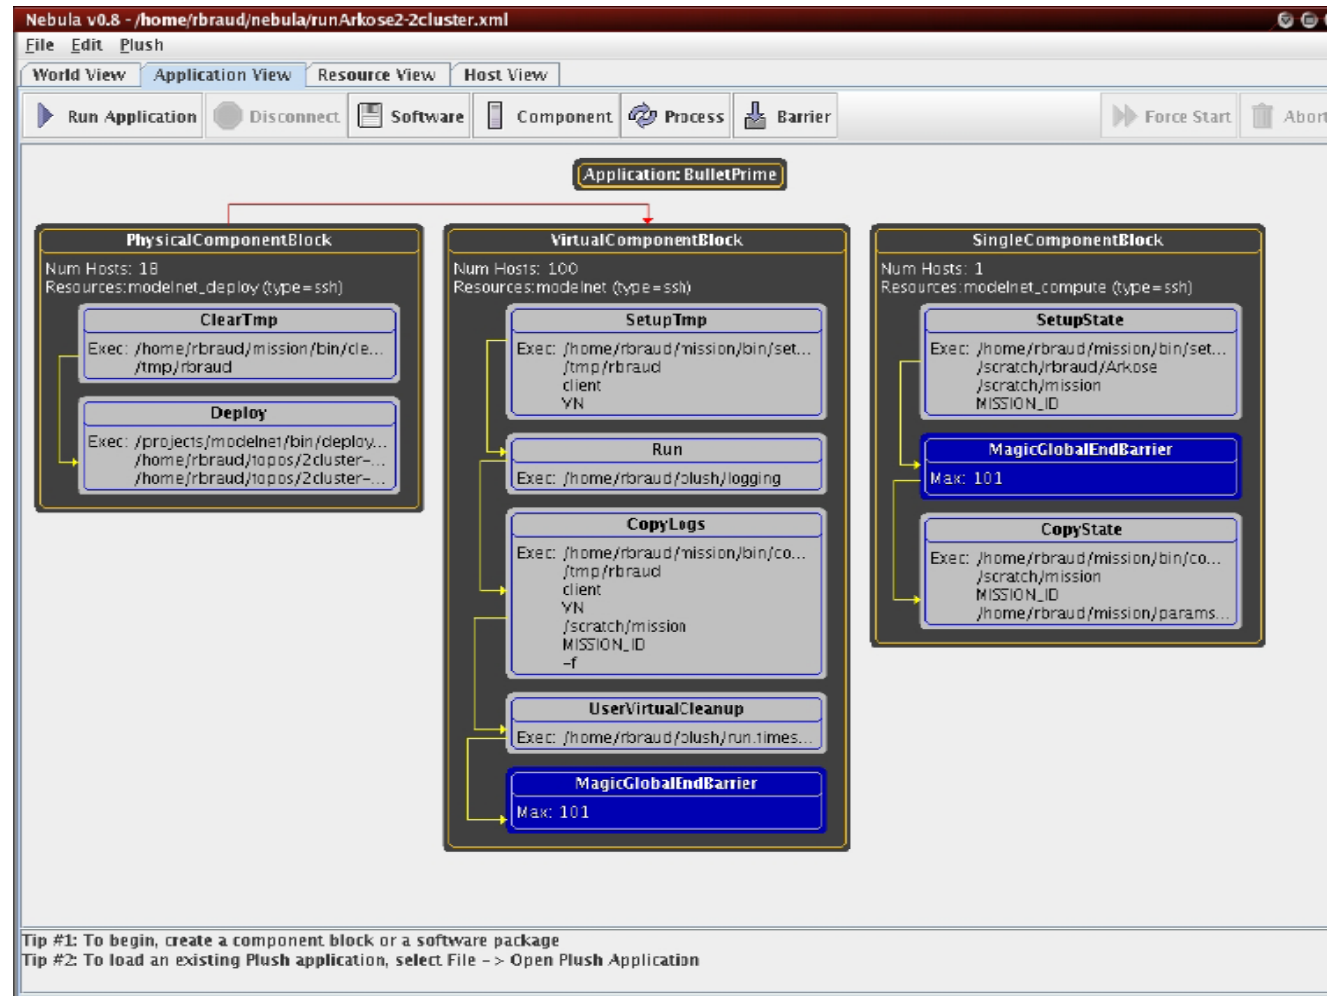 Nebula v0.8 - /home/rbraud/nebula/runArkose2-2cluster.xml
File Edit Plush
World View Application View Resource View Host View
Run Application Disconnect Software Component Process Barrier Force Start Abort
Application: BulletPrime
PhysicalComponentBlock
Num Hosts: 18
Resources:modelnet_deploy (type=ssh)
ClearTmp
Exec: /home/rbraud/mission/bin/cle...
/tmp/rbraud
Deploy
Exec: /projects/modelnet/bin/deploy...
/home/rbraud/topos/2cluster-...
/home/rbraud/topos/2cluster-...
VirtualComponentBlock
Num Hosts: 100
Resources:modelnet (type=ssh)
SetupTmp
Exec: /home/rbraud/mission/bin/set...
/tmp/rbraud
client
VN
Run
Exec: /home/rbraud/plush/logging
CopyLogs
Exec: /home/rbraud/mission/bin/co...
/tmp/rbraud
client
VN
/scratch/mission
MISSION_ID
-f
UserVirtualCleanup
Exec: /home/rbraud/plush/run.times...
MagicGlobalEndBarrier
Max: 101
SingleComponentBlock
Num Hosts: 1
Resources:modelnet_compute (type=ssh)
SetupState
Exec: /home/rbraud/mission/bin/set...
/scratch/rbraud/Arkose
/scratch/mission
MISSION_ID
MagicGlobalEndBarrier
Max: 101
CopyState
Exec: /home/rbraud/mission/bin/co...
/scratch/mission
MISSION_ID
/home/rbraud/mission/params...
Tip #1: To begin, create a component block or a software package
Tip #2: To load an existing Plush application, select File -> Open Plush Application